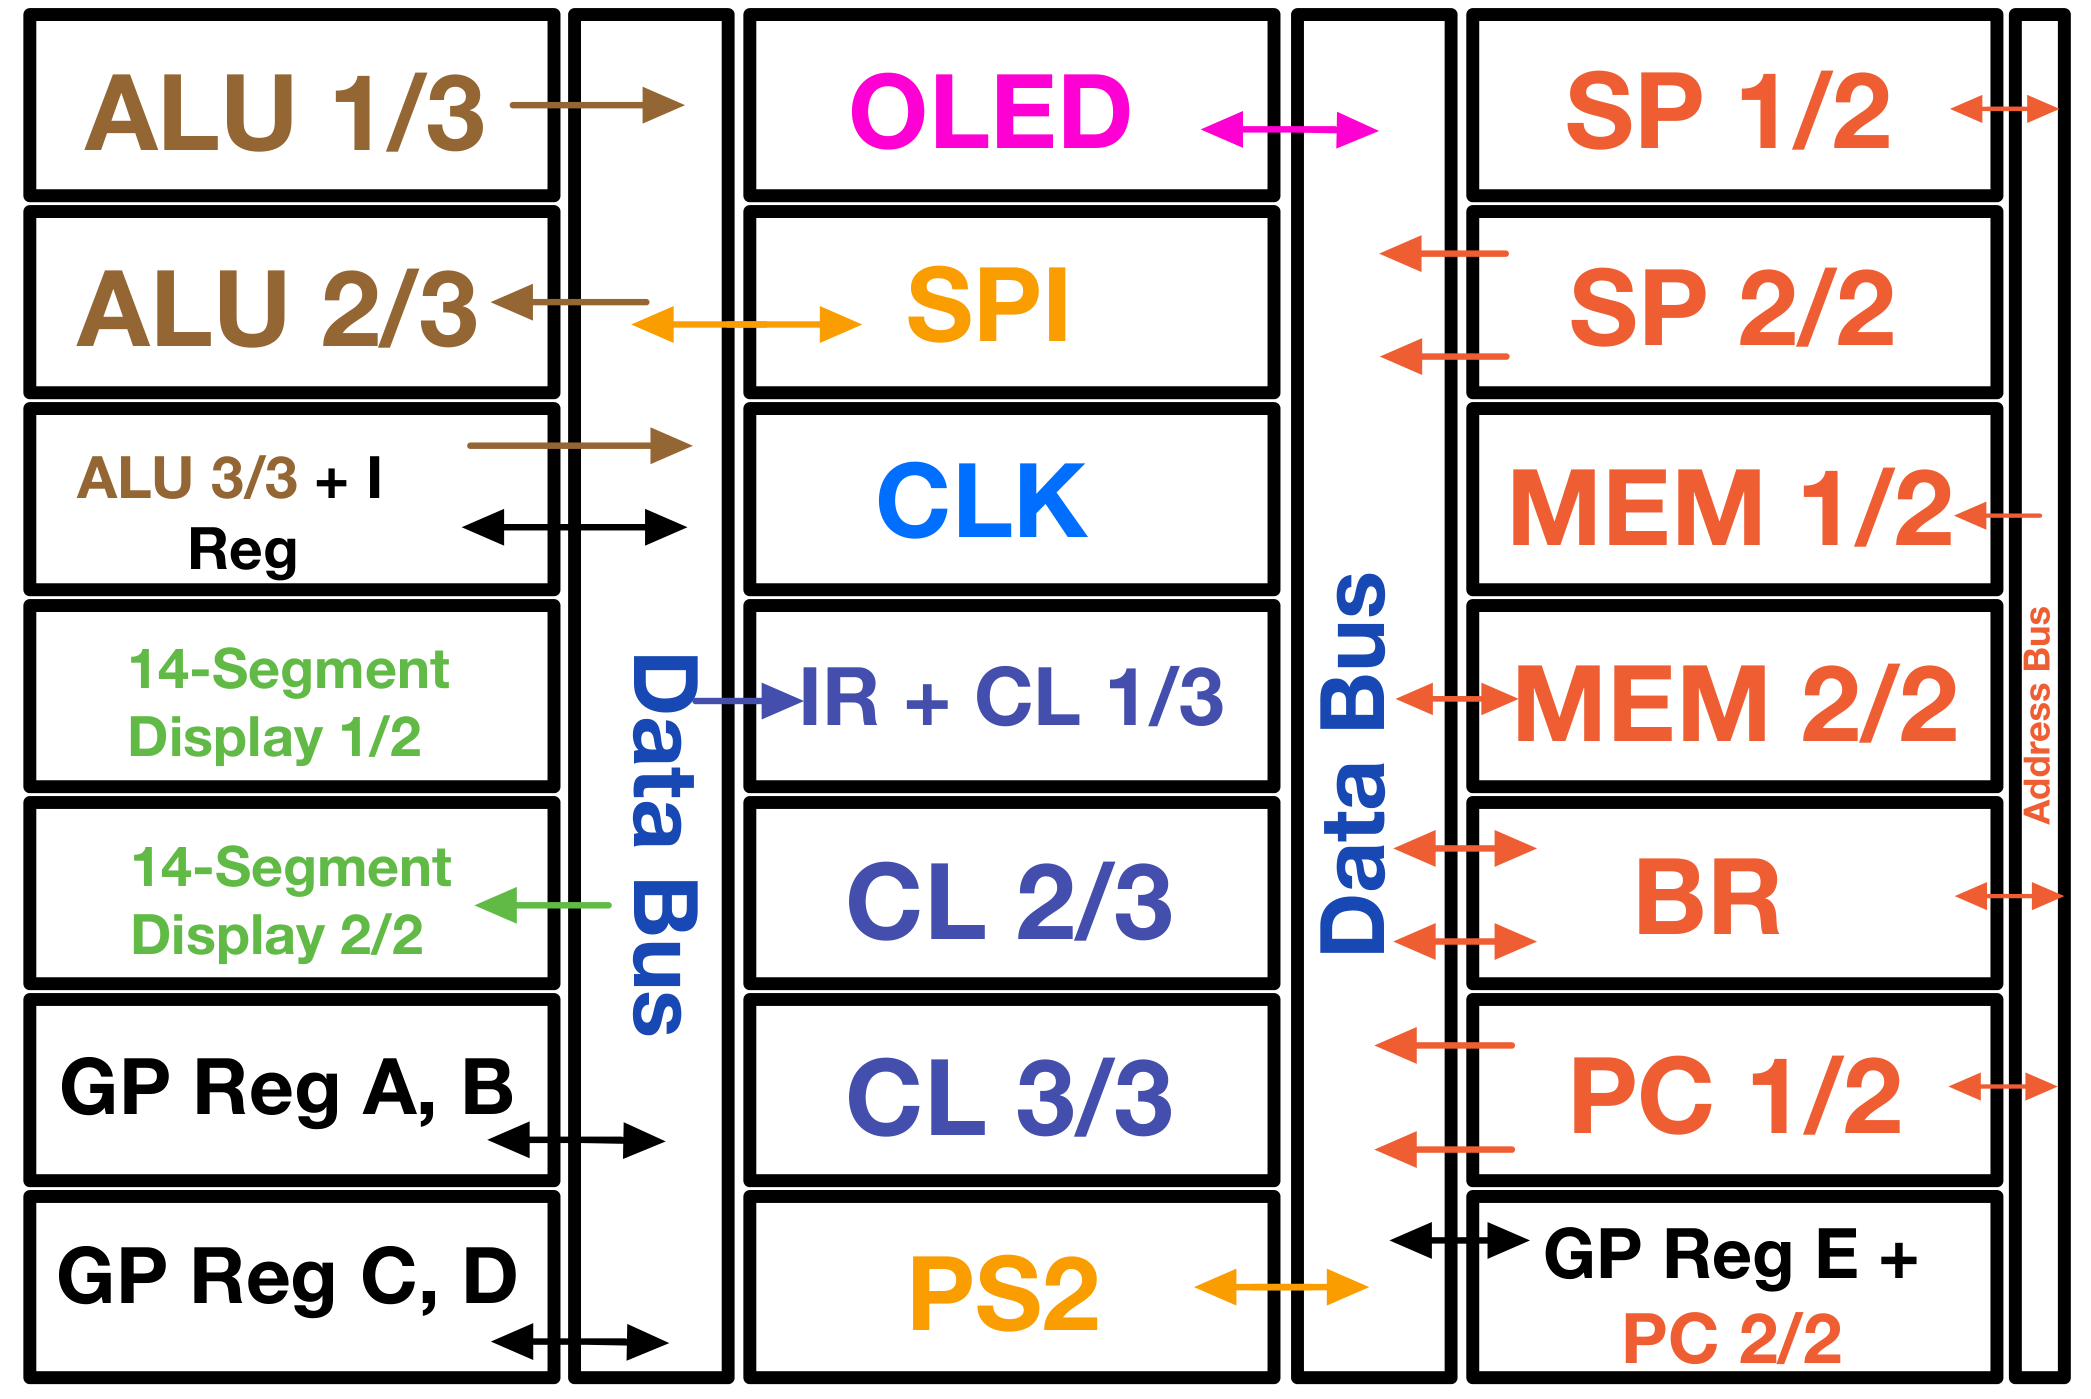 ALU 1/3
ALU 2/3
ALU 3/3 + I
Reg
14-Segment
Display 1/2
14-Segment
Display 2/2
GP Reg A, B
GP Reg C, D
Data Bus
OLED
SPI
CLK
IR + CL 1/3
CL 2/3
CL 3/3
PS2
Data Bus
SP 1/2
SP 2/2
MEM 1/2
MEM 2/2
BR
PC 1/2
GP Reg E +
PC 2/2
Address Bus